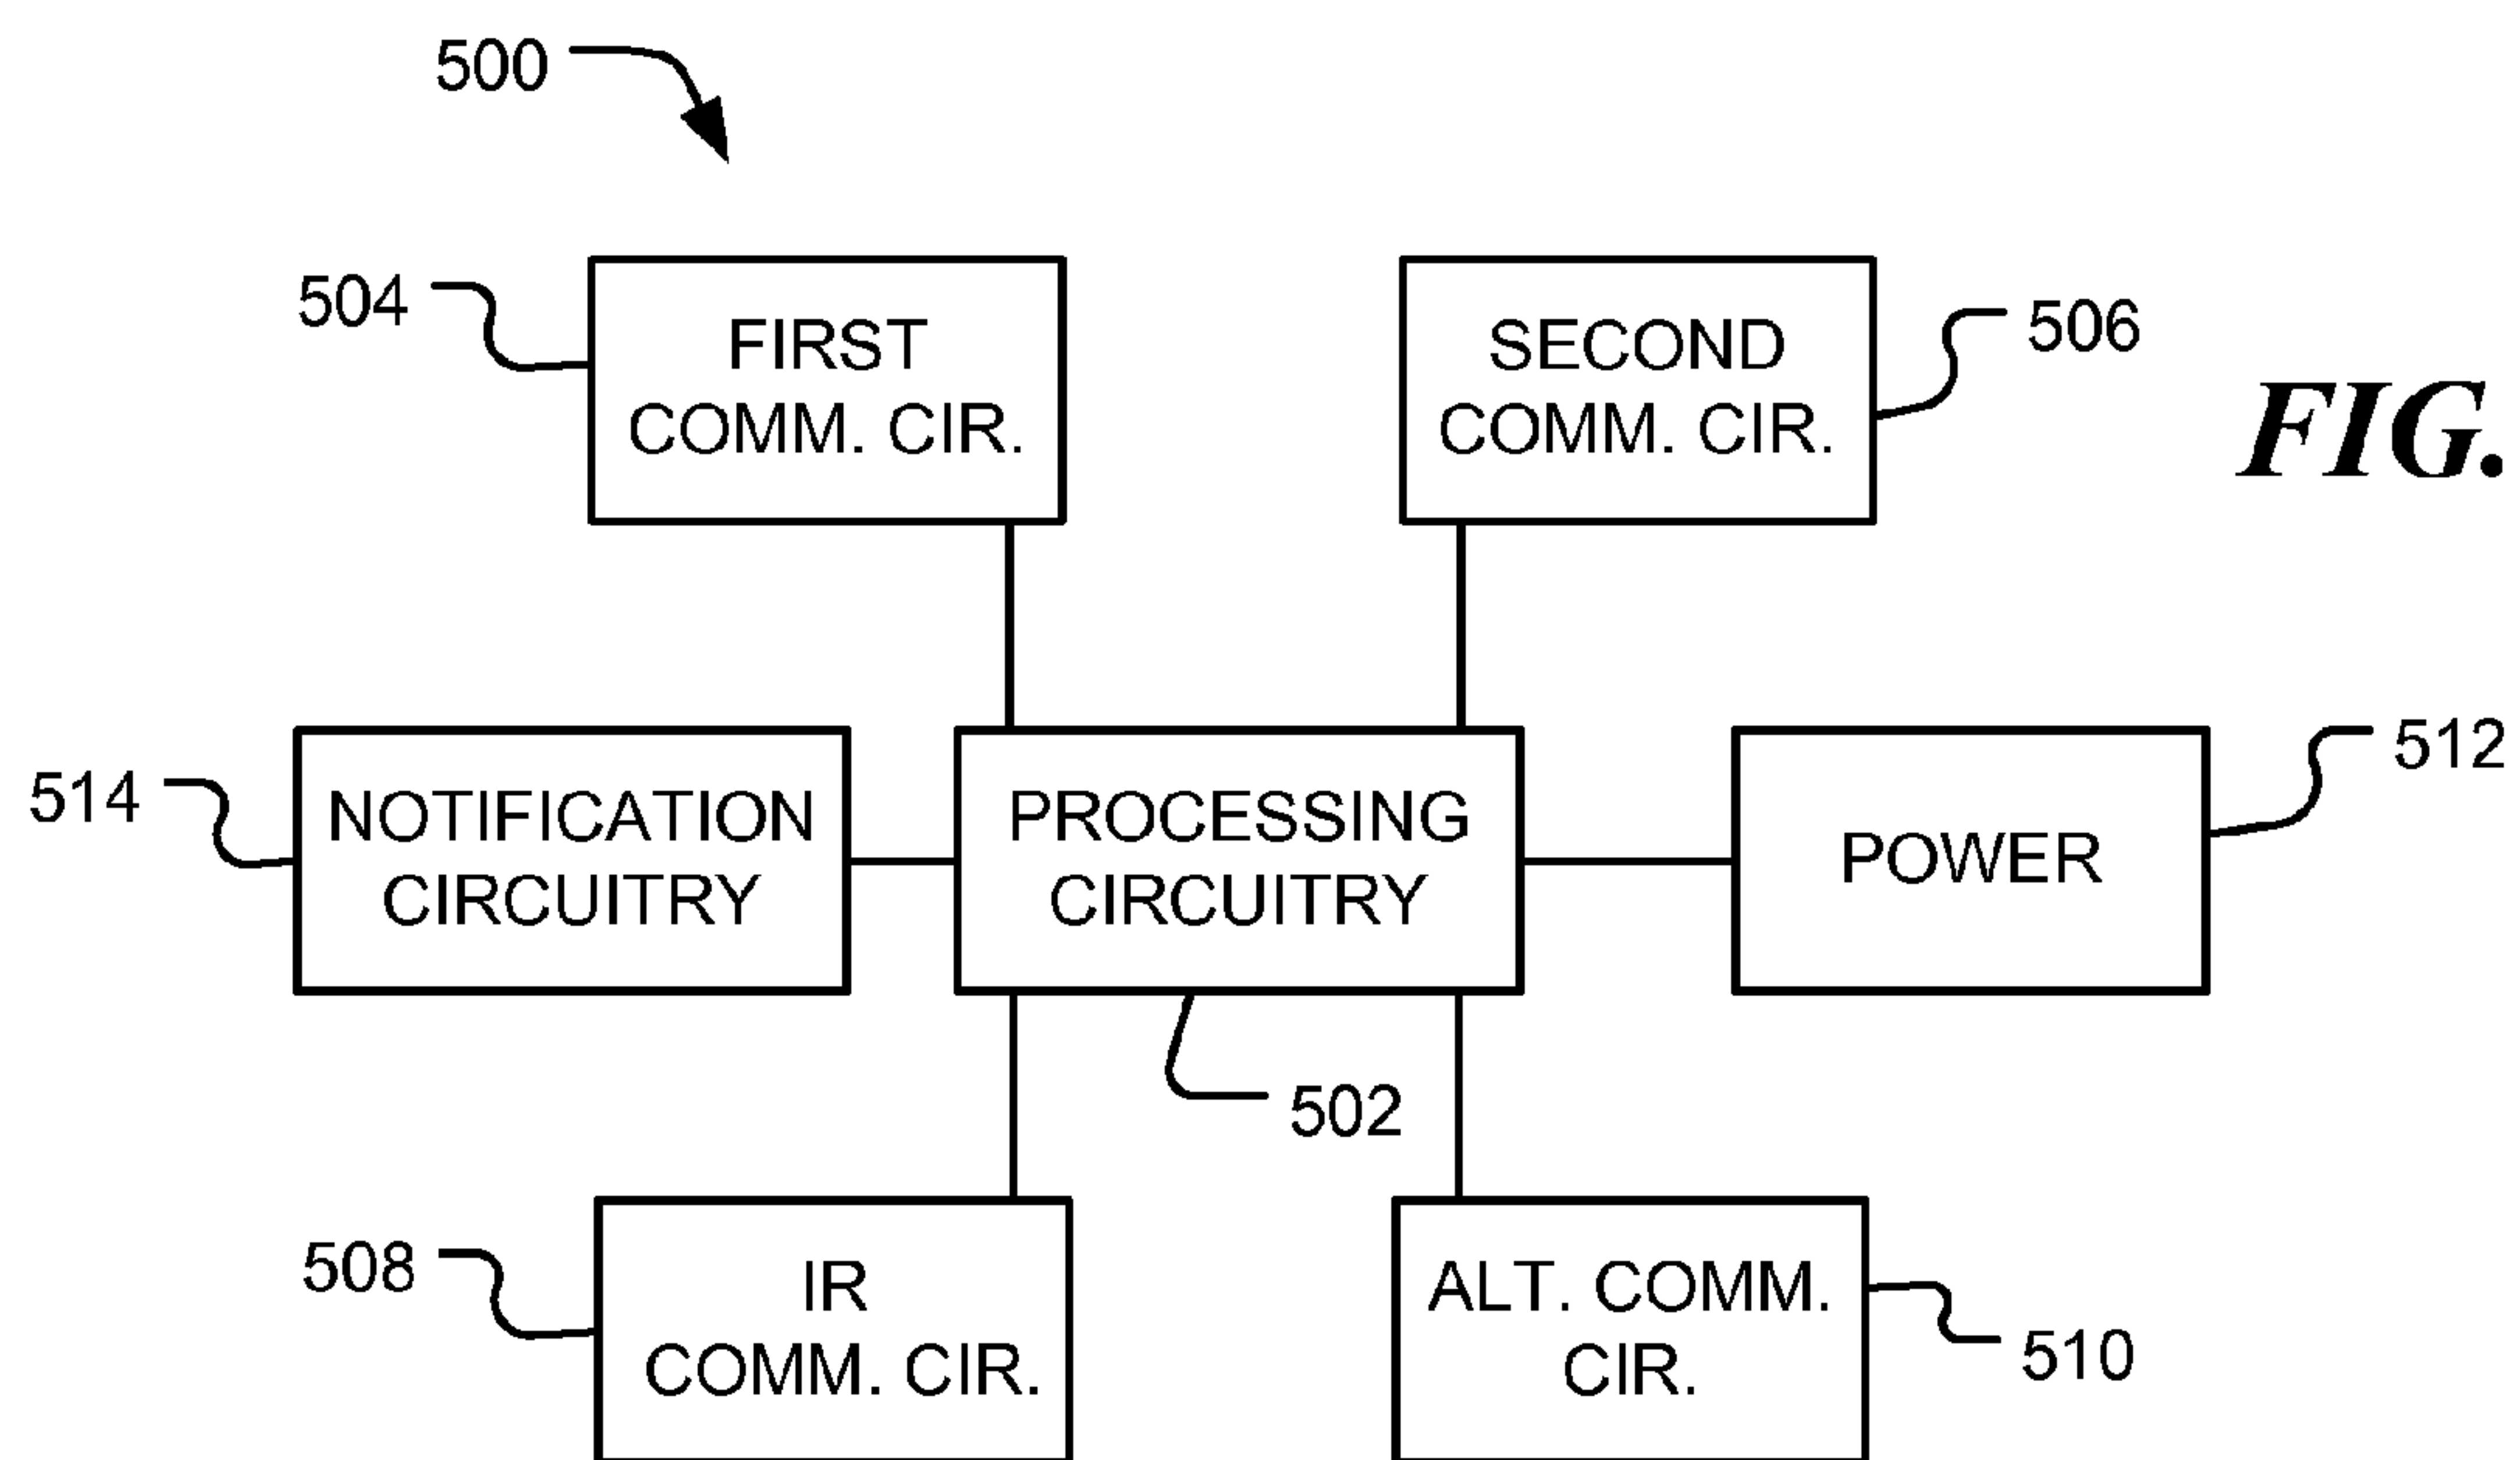 500
504
FIRST
COMM. CIR.
SECOND
COMM. CIR.
506
FIG.
514
NOTIFICATION
CIRCUITRY
PROCESSING
CIRCUITRY
POWER
512
502
508
IR
COMM. CIR.
ALT. COMM.
CIR.
510